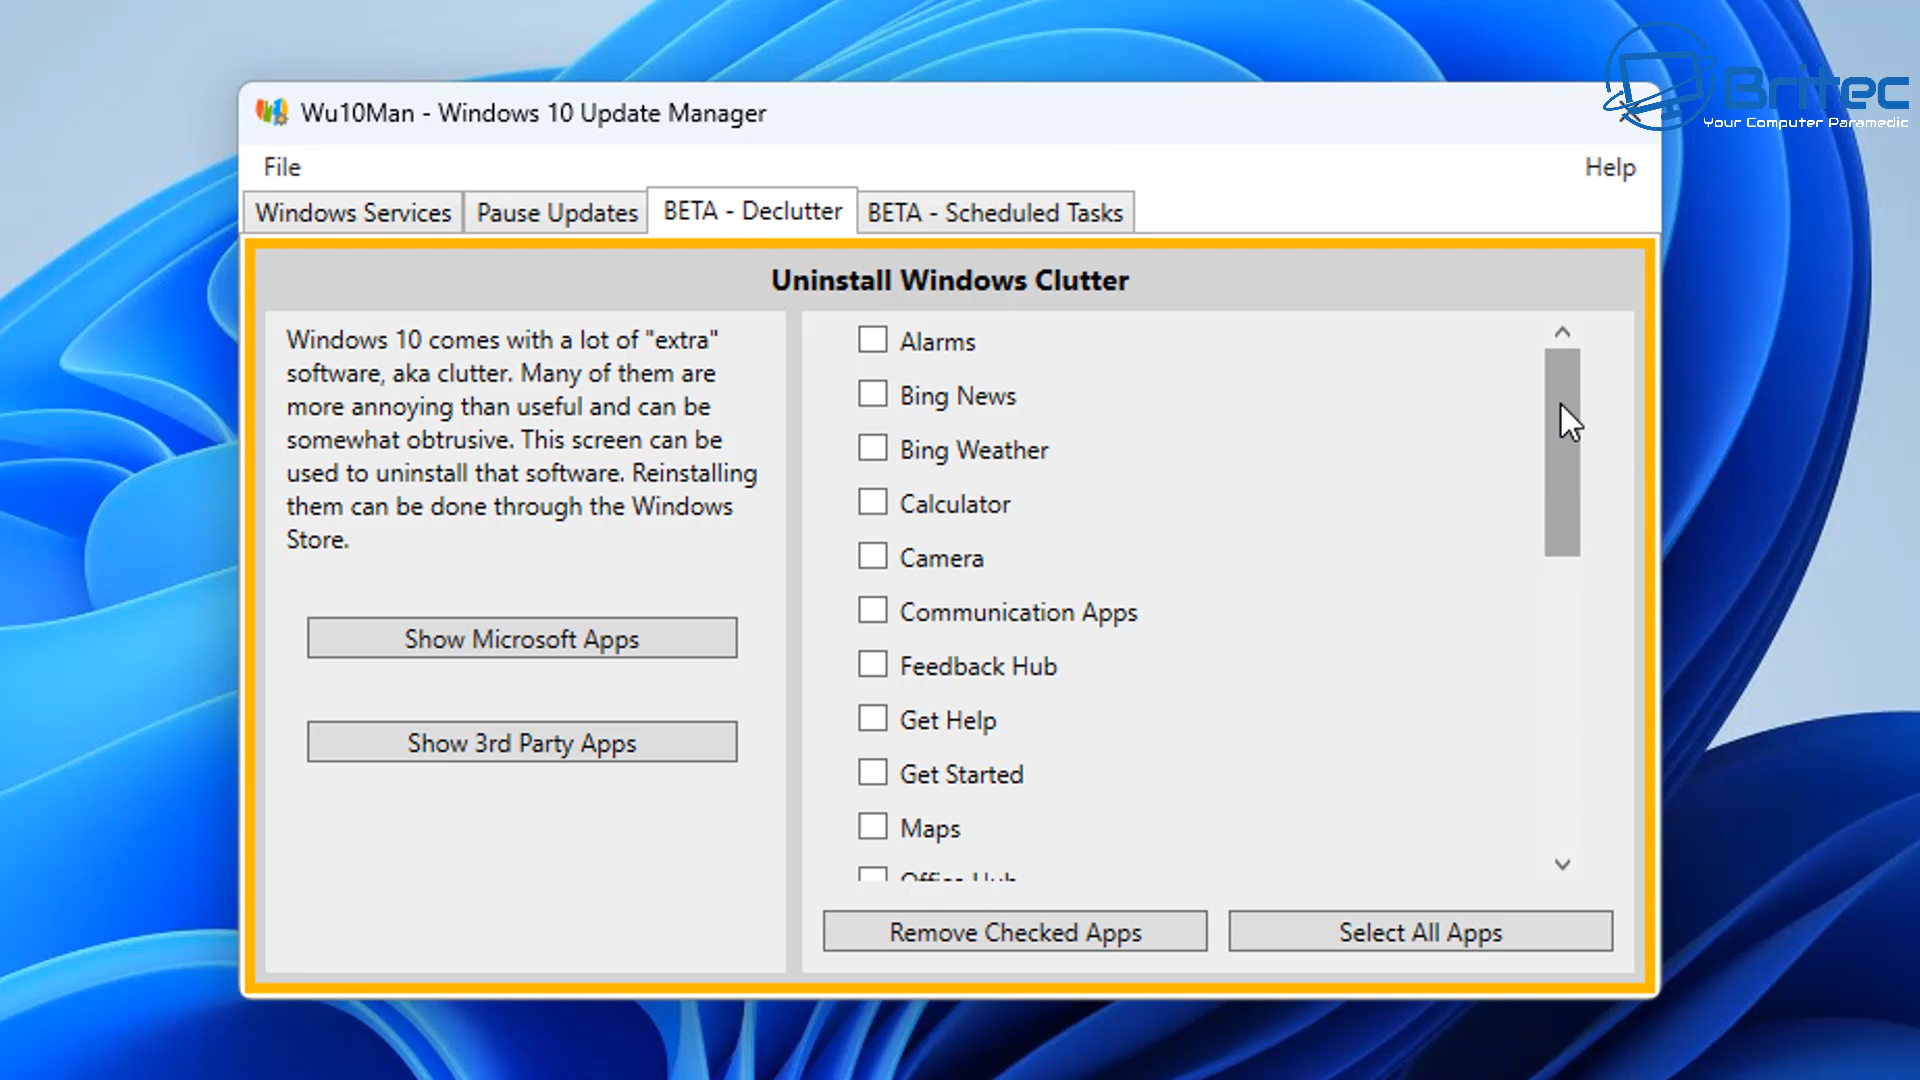 Britec
Your Computer Paramedic
Wu10Man - Windows 10 Update Manager
File
Help
Windows Services
Pause Updates
BETA - Declutter
BETA - Scheduled Tasks
Uninstall Windows Clutter
Windows 10 comes with a lot of "extra"
software, aka clutter. Many of them are
more annoying than useful and can be
somewhat obtrusive. This screen can be
used to uninstall that software. Reinstalling
them can be done through the Windows
Store.
Show Microsoft Apps
Show 3rd Party Apps
Alarms
Bing News
Bing Weather
Calculator
Camera
Communication Apps
Feedback Hub
Get Help
Get Started
Maps
Office Hub
Remove Checked Apps
Select All Apps